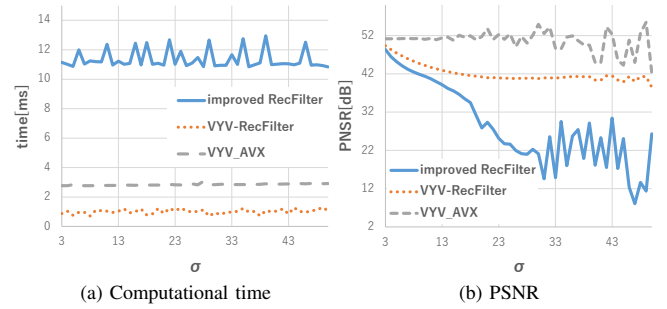 time[ms]
14
12
10
8
6
4
2
0
improved RecFilter
VYV-RecFilter
VYV_AVX
3 13 23 33 43
σ
(a) Computational time
PNSR[dB]
52
42
32
22
12
2
improved RecFilter
VYV-RecFilter
VYV_AVX
3 13 23 33 43
σ
(b) PSNR